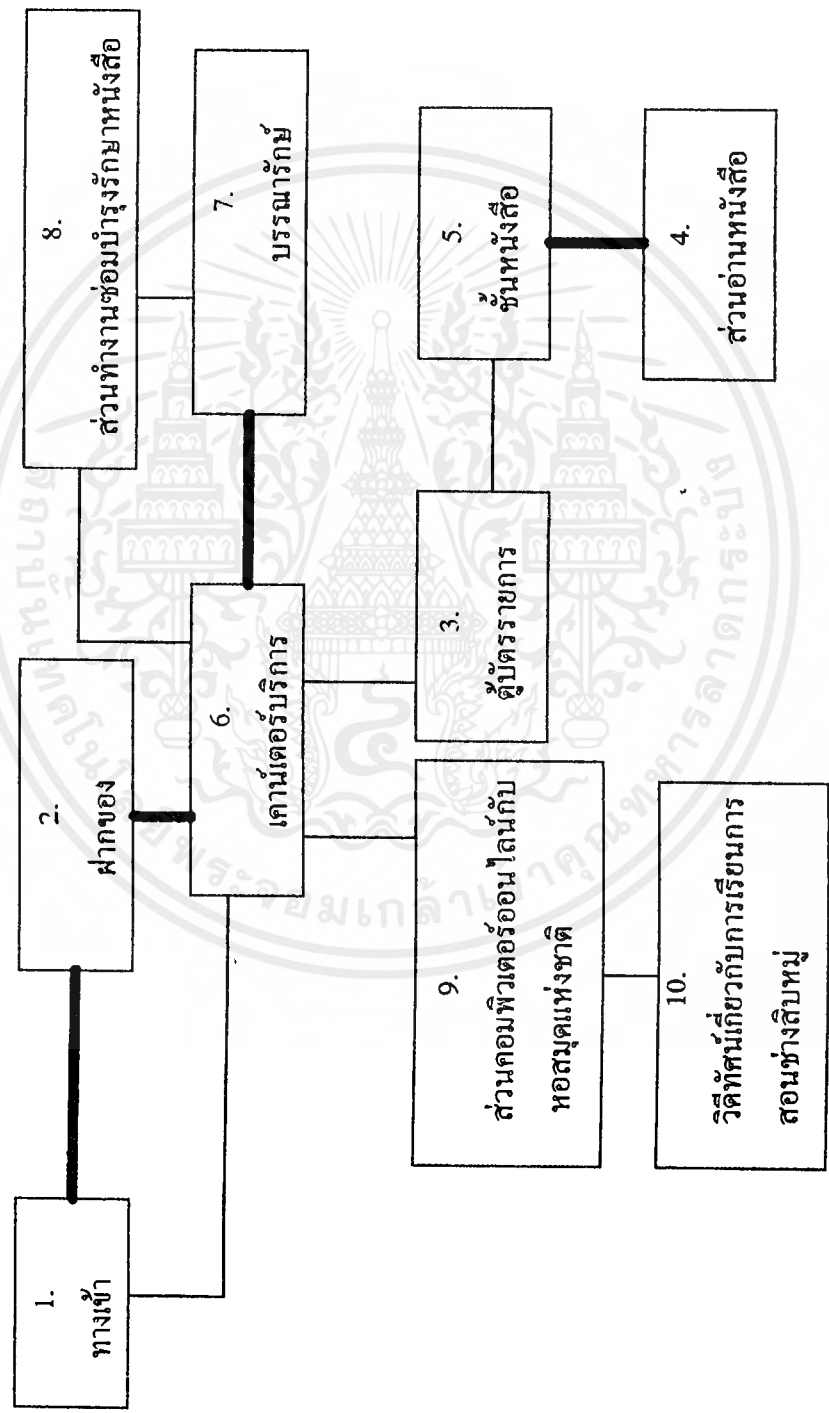 1.
ทางเข้า
2.
ฝากของ
8.
ส่วนทำงานซ่อมบำรุงรักษาหนังสือ
6.
เคาน์เตอร์บริการ
7.
บรรณารักษ์
9.
ส่วนคอมพิวเตอร์ออนไลน์กับ
หอสมุดแห่งชาติ
3.
ตู้บัตรรายการ
5.
ชั้นหนังสือ
10.
วิดีทัศน์เกี่ยวกับการเรียนการ
สอนช่างสิบหมู่
4.
ส่วนอ่านหนังสือ